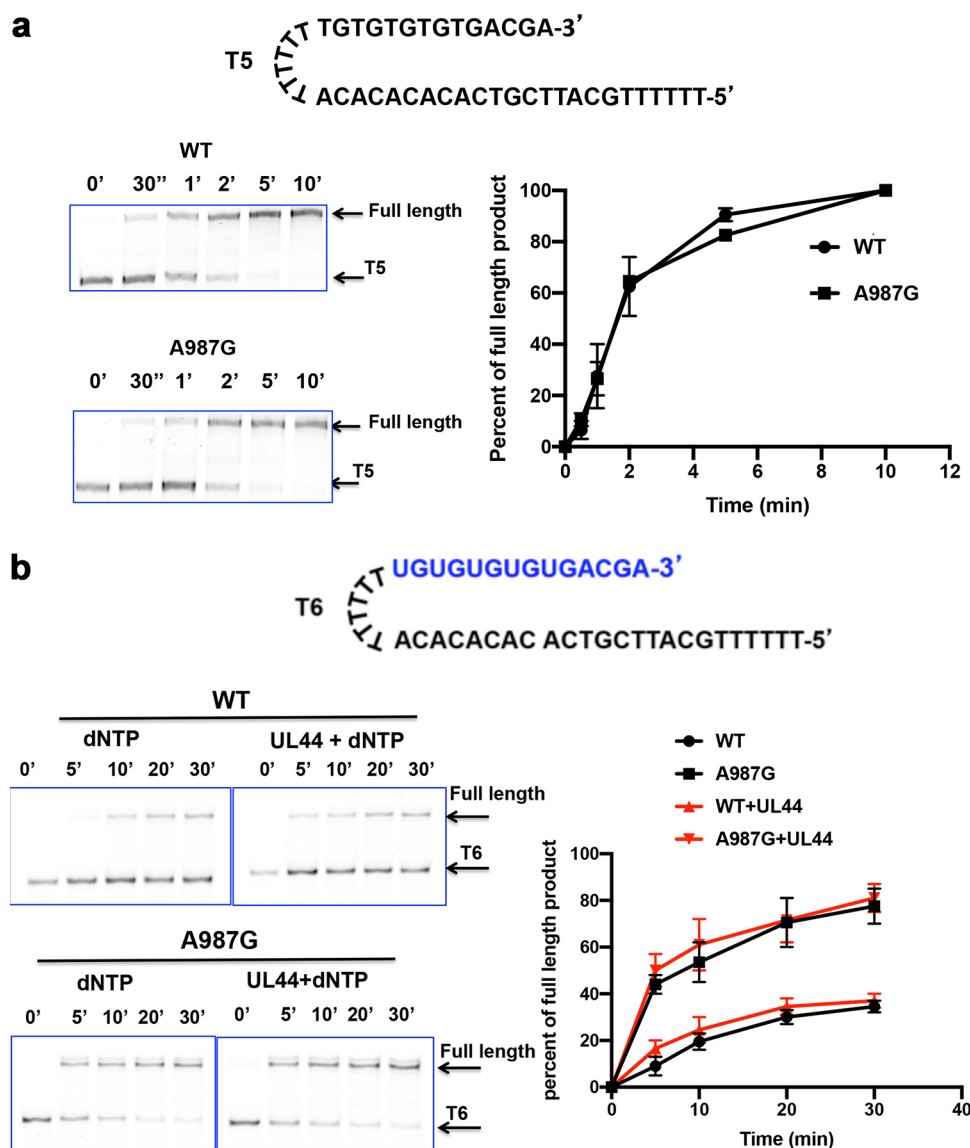 a
TGTGTGTGTGACGA-3’
TTTTT
T5
ACACACACACTGCTTACGTTTTTT-5’
WT
0’ 30” 1’ 2’ 5’ 10’
Full length
T5
A987G
0’ 30” 1’ 2’ 5’ 10’
Full length
T5
Percent of full length product
100
80
60
40
20
0
0 2 4 6 8 10 12
Time (min)
WT
A987G
b
UGUGUGUGUGACGA-3’
TTTTT
T6
ACACACAC ACTGCTTACGTTTTTT-5’
WT
dNTP UL44 + dNTP
0’ 5’ 10’ 20’ 30’ 0’ 5’ 10’ 20’ 30’
Full length
T6
A987G
dNTP UL44+dNTP
0’ 5’ 10’ 20’ 30’ 0’ 5’ 10’ 20’ 30’
Full length
T6
WT
A987G
WT+UL44
A987G+UL44
percent of full length product
100
80
60
40
20
0
0 10 20 30 40
Time (min)